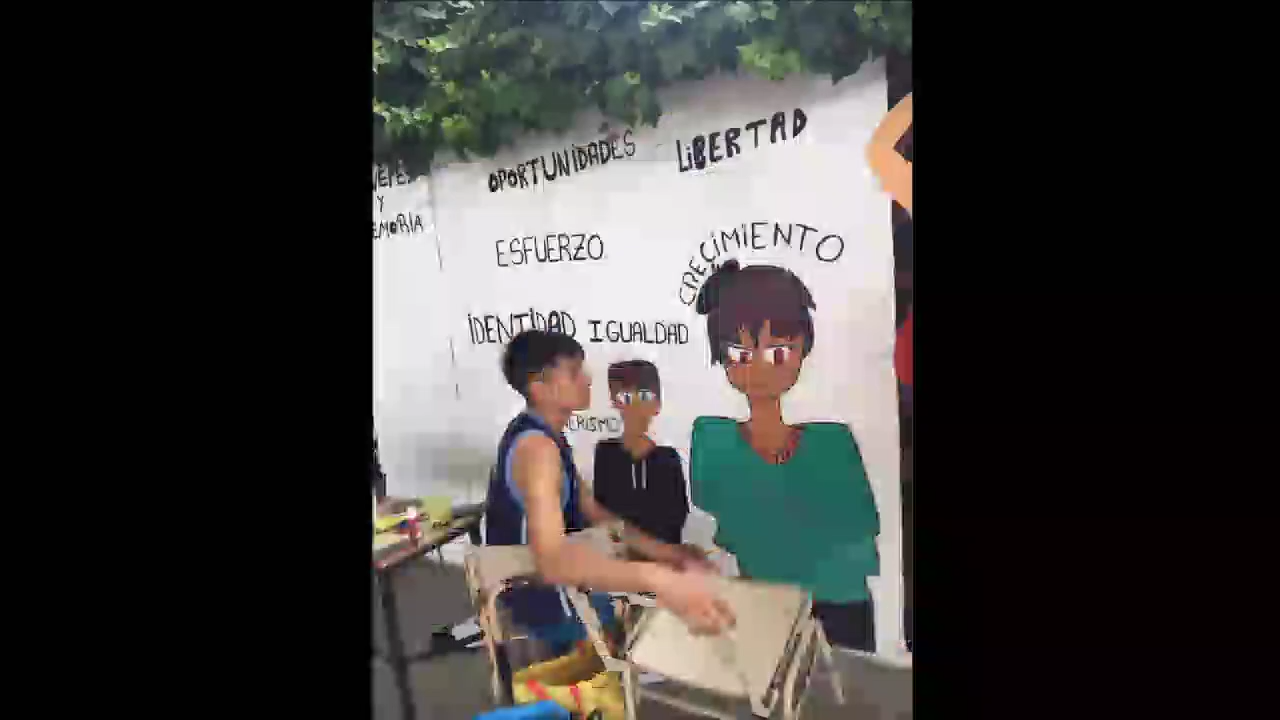 Y
OPORTUNIDADES
LIBERTAD
ESFUERZO
CRECIMIENTO
IDENTIDAD
IGUALDAD